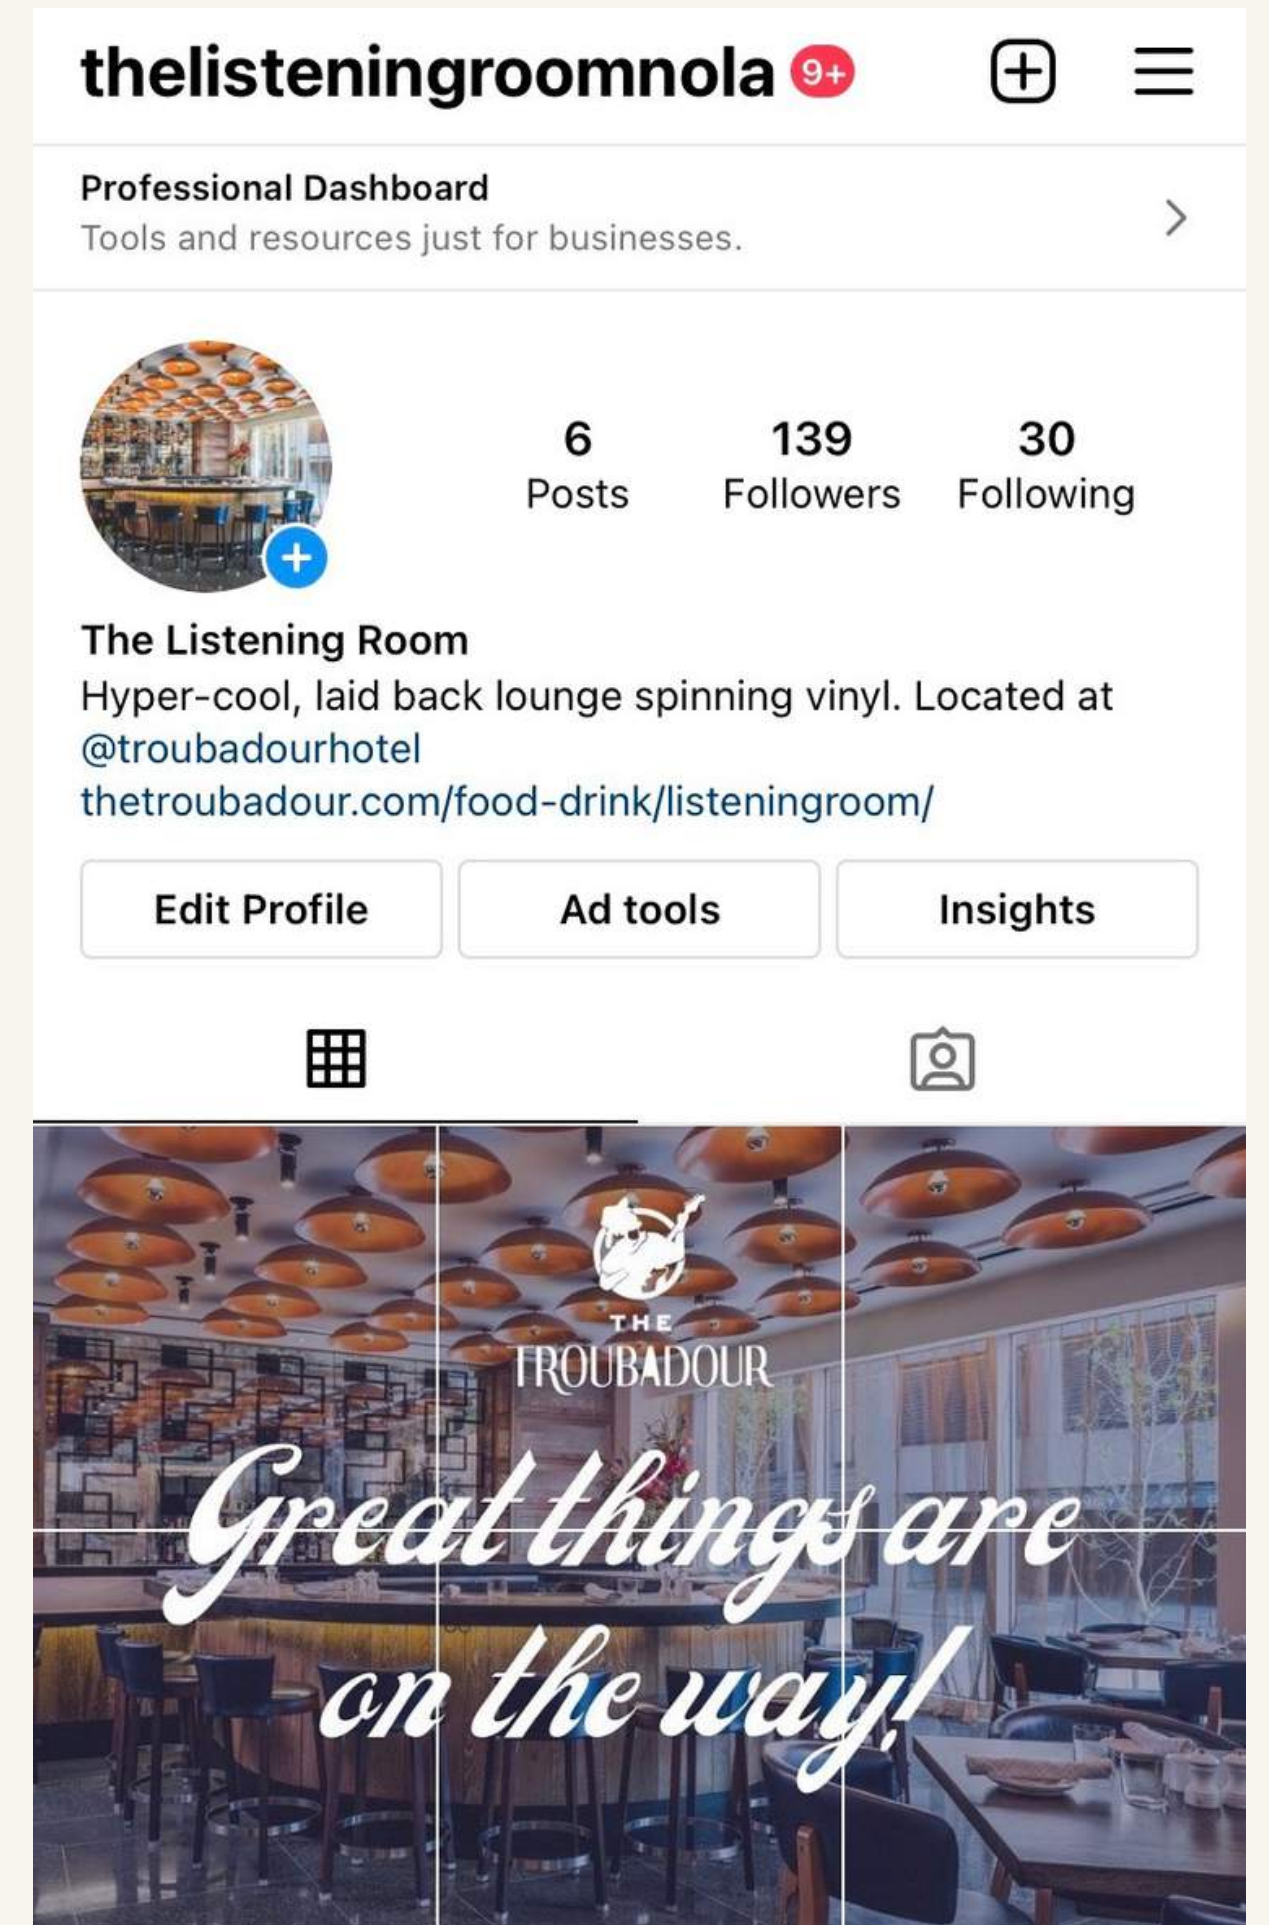 thelisteningroomnola 9+
Professional Dashboard
Tools and resources just for businesses.
6 139 30
Posts Followers Following
The Listening Room
Hyper-cool, laid back lounge spinning vinyl. Located at
@troubadourhotel
thetroubadour.com/food-drink/listeningroom/
Edit Profile Ad tools Insights
THE
TROUBADOUR
Great things are
on the way!